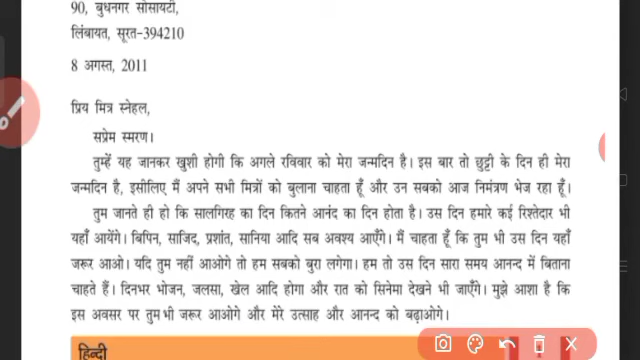 90, बुधनगर सोसायटी,
लिंबायत, सूरत-394210
8 अगस्त, 2011
प्रिय मित्र स्नेहल,
सप्रेम स्मरण।
तुम्हें यह जानकर खुशी होगी कि अगले रविवार को मेरा जन्मदिन है। इस बार तो छुट्टी के दिन ही मेरा
जन्मदिन है, इसीलिए मैं अपने सभी मित्रों को बुलाना चाहता हूँ और उन सबको आज निमंत्रण भेज रहा हूँ।
तुम जानते ही हो कि सालगिरह का दिन कितने आनंद का दिन होता है। उस दिन हमारे कई रिश्तेदार भी
यहाँ आयेंगे। बिपिन, साजिद, प्रशांत, सानिया आदि सब अवश्य आएँगे। मैं चाहता हूँ कि तुम भी उस दिन यहाँ
जरूर आओ। यदि तुम नहीं आओगे तो हम सबको बुरा लगेगा। हम तो उस दिन सारा समय आनन्द में बिताना
चाहते हैं। दिनभर भोजन, जलसा, खेल आदि होगा और रात को सिनेमा देखने भी जाएँगे। मुझे आशा है कि
इस अवसर पर तुम भी जरूर आओगे और मेरे उत्साह और आनन्द को बढ़ाओगे।
हिन्दी